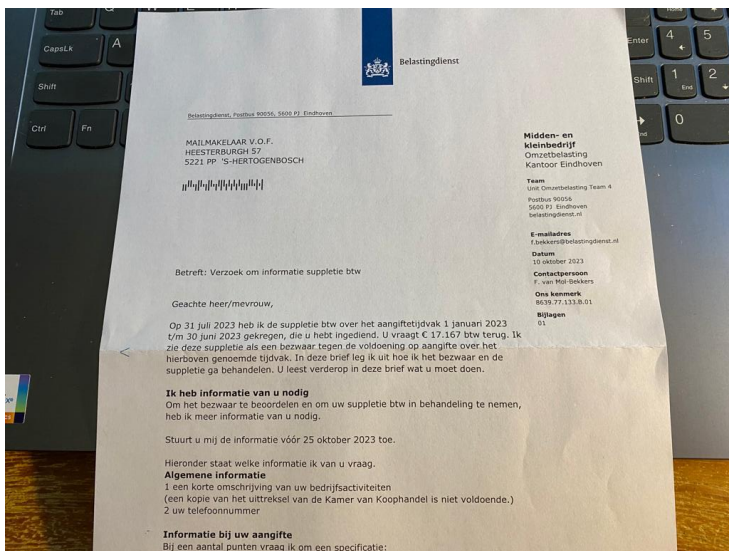 Tab
CapsLk
A
Shift
Ctrl
Fn
Enter
4
5
Shift
1
End
2
0
Belastingdienst
Belastingdienst, Postbus 90056, 5600 PJ Eindhoven
MAILMAKELAAR V.O.F.
HEESTERBURGH 57
5221 PP 'S-HERTOGENBOSCH
Midden- en
kleinbedrijf
Omzetbelasting
Kantoor Eindhoven
Team
Unit Omzetbelasting Team 4
Postbus 90056
5600 PJ Eindhoven
belastingdienst.nl
E-mailadres
f.bekkers@belastingdienst.nl
Datum
10 oktober 2023
Contactpersoon
F. van Mol-Bekkers
Ons kenmerk
8639.77.133.B.01
Bijlagen
01
Betreft: Verzoek om informatie suppletie btw
Geachte heer/mevrouw,
Op 31 juli 2023 heb ik de suppletie btw over het aangiftetijdvak 1 januari 2023
t/m 30 juni 2023 gekregen, die u hebt ingediend. U vraagt € 17.167 btw terug. Ik
zie deze suppletie als een bezwaar tegen de voldoening op aangifte over het
hierboven genoemde tijdvak. In deze brief leg ik uit hoe ik het bezwaar en de
suppletie ga behandelen. U leest verderop in deze brief wat u moet doen.
Ik heb informatie van u nodig
Om het bezwaar te beoordelen en om uw suppletie btw in behandeling te nemen,
heb ik meer informatie van u nodig.
Stuurt u mij de informatie vóór 25 oktober 2023 toe.
Hieronder staat welke informatie ik van u vraag.
Algemene informatie
1 een korte omschrijving van uw bedrijfsactiviteiten
(een kopie van het uittreksel van de Kamer van Koophandel is niet voldoende.)
2 uw telefoonnummer
Informatie bij uw aangifte
Bij een aantal punten vraag ik om een specificatie: